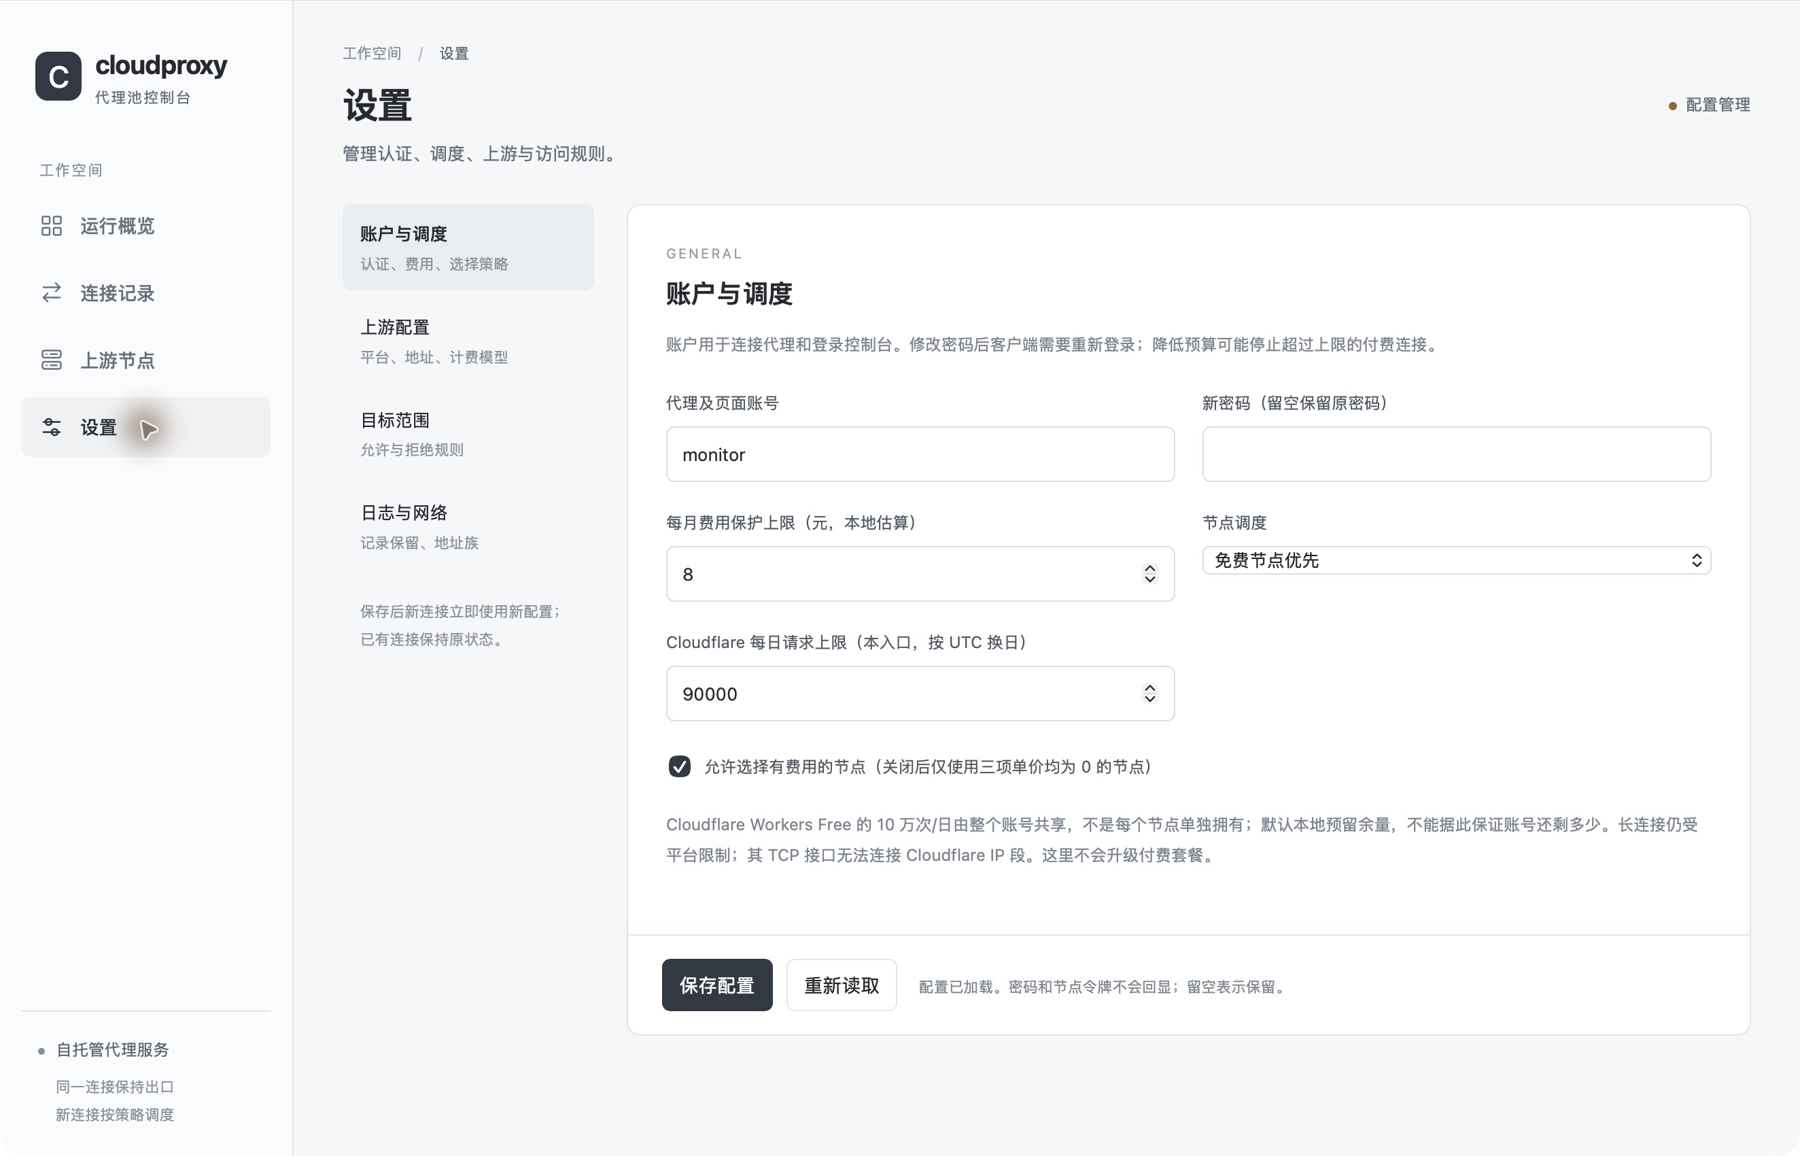 C
cloudproxy
代理池控制台
工作空间
运行概览
连接记录
上游节点
设置
自托管代理服务
同一连接保持出口
新连接按策略调度
工作空间 / 设置
设置
配置管理
管理认证、调度、上游与访问规则。
账户与调度
认证、费用、选择策略
上游配置
平台、地址、计费模型
目标范围
允许与拒绝规则
日志与网络
记录保留、地址族
保存后新连接立即使用新配置；
已有连接保持原状态。
GENERAL
账户与调度
账户用于连接代理和登录控制台。修改密码后客户端需要重新登录；降低预算可能停止超过上限的付费连接。
代理及页面账号
monitor
新密码（留空保留原密码）
每月费用保护上限（元，本地估算）
8
节点调度
免费节点优先
Cloudflare 每日请求上限（本入口，按 UTC 换日）
90000
允许选择有费用的节点（关闭后仅使用三项单价均为 0 的节点）
Cloudflare Workers Free 的 10 万次/日由整个账号共享，不是每个节点单独拥有；默认本地预留余量，不能据此保证账号还剩多少。长连接仍受
平台限制；其 TCP 接口无法连接 Cloudflare IP 段。这里不会升级付费套餐。
保存配置
重新读取
配置已加载。密码和节点令牌不会回显；留空表示保留。